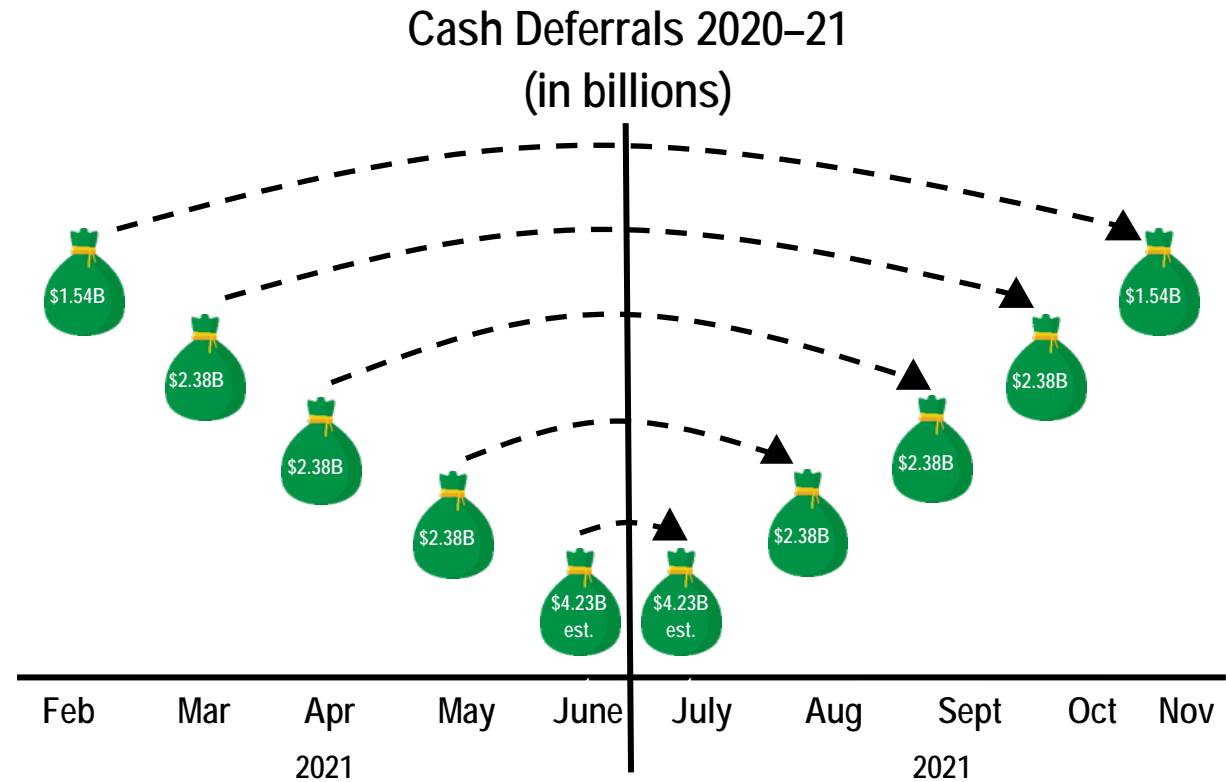 Cash Deferrals 2020–21
(in billions)
$1.54B
$1.54B
$2.38B
$2.38B
$2.38B
$2.38B
$2.38B
$2.38B
$4.23B
est.
$4.23B
est.
Feb Mar Apr May June July Aug Sept Oct Nov
2021 2021